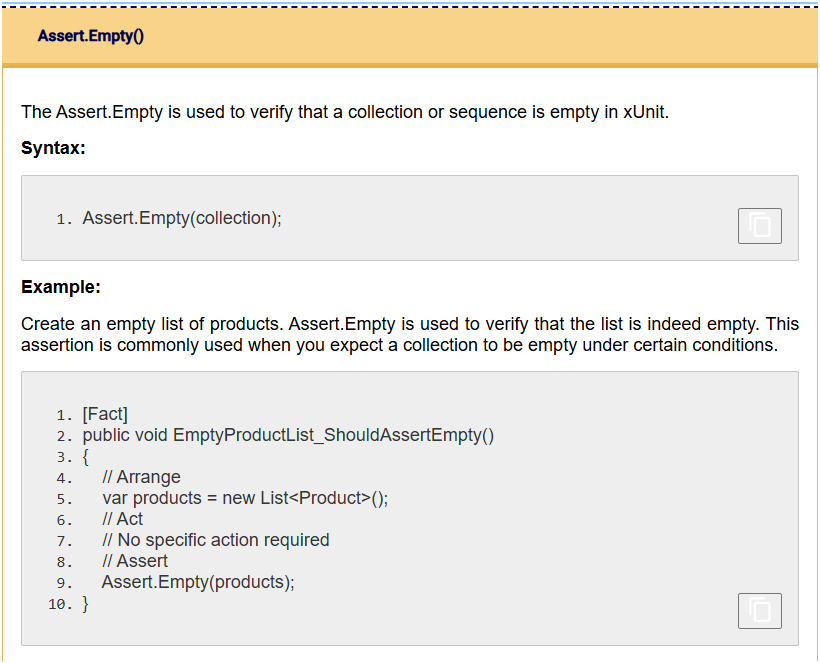 Assert.Empty()
The Assert.Empty is used to verify that a collection or sequence is empty in xUnit.
Syntax:
1. Assert.Empty(collection);
Example:
Create an empty list of products. Assert.Empty is used to verify that the list is indeed empty. This
assertion is commonly used when you expect a collection to be empty under certain conditions.
1. [Fact]
2. public void EmptyProductList_ShouldAssertEmpty()
3. {
4. // Arrange
5. var products = new List<Product>();
6. // Act
7. // No specific action required
8. // Assert
9. Assert.Empty(products);
10. }